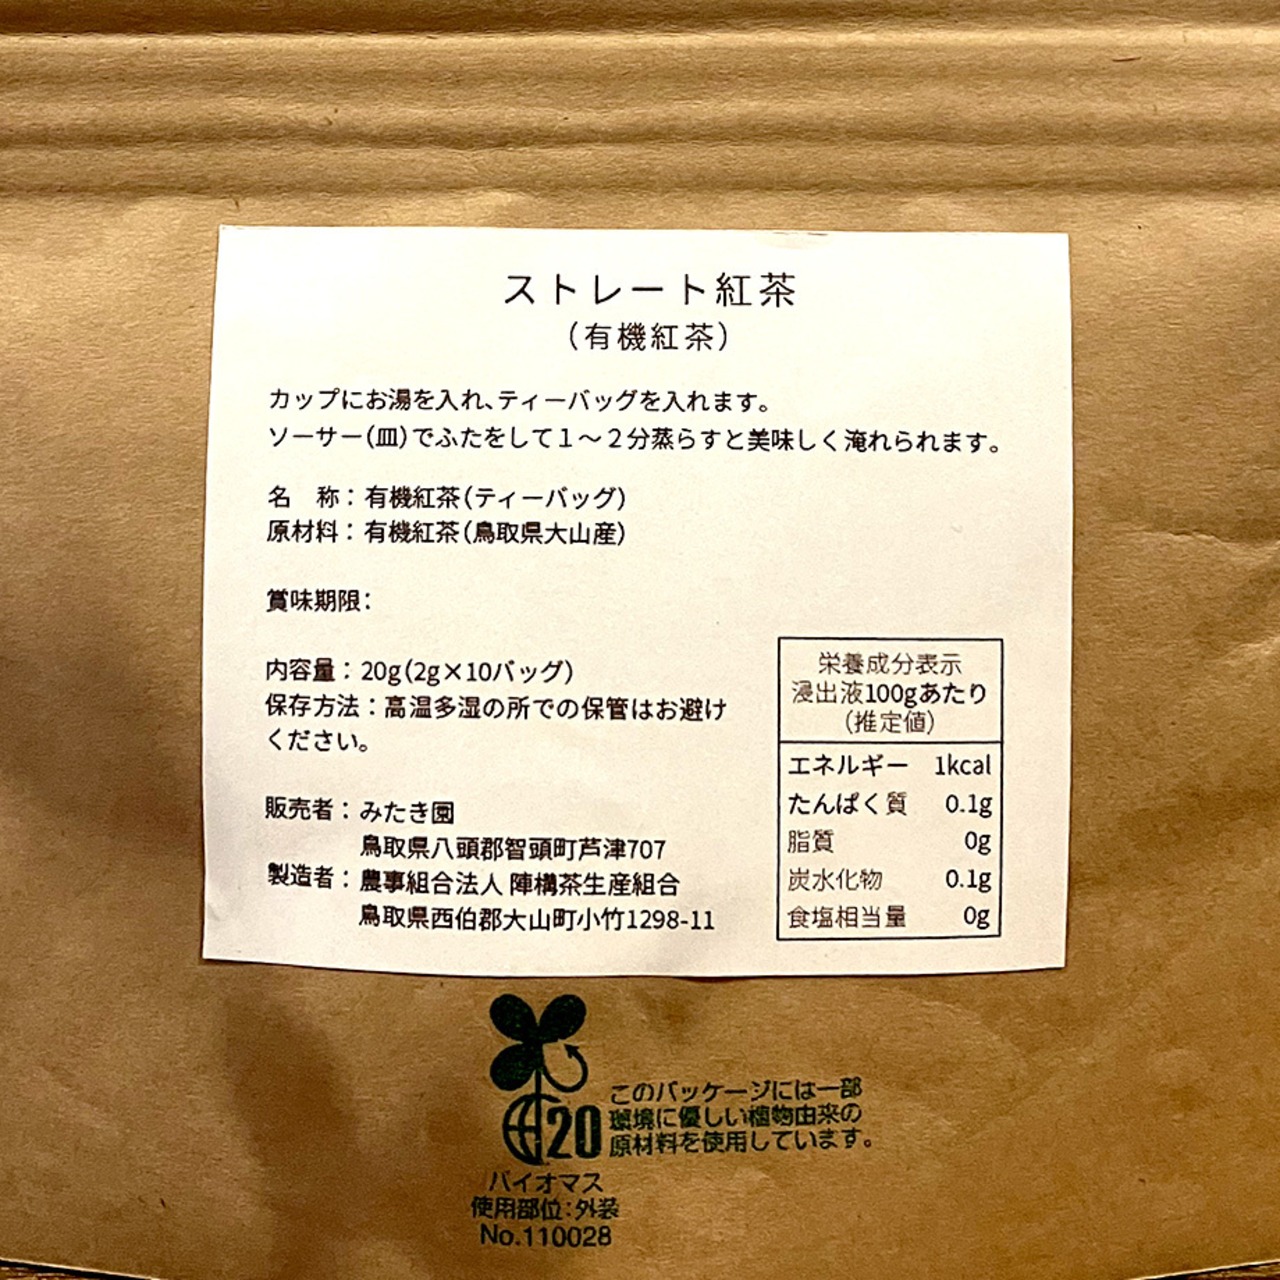 ストレート紅茶
（有機紅茶）
カップにお湯を入れ、ティーバッグを入れます。
ソーサー（皿）でふたをして１～２分蒸らすと美味しく淹れられます。
名　称：有機紅茶（ティーバッグ）
原材料：有機紅茶（鳥取県大山産）
賞味期限：
内容量：20g（2g×10バッグ）
保存方法：高温多湿の所での保管はお避け
ください。
販売者：みたき園
鳥取県八頭郡智頭町芦津707
製造者：農事組合法人 陣構茶生産組合
鳥取県西伯郡大山町小竹1298-11
栄養成分表示
浸出液100gあたり
（推定値）
エネルギー　1kcal
たんぱく質　0.1g
脂質　0g
炭水化物　0.1g
食塩相当量　0g
20
このパッケージには一部
環境に優しい植物由来の
原材料を使用しています。
バイオマス
使用部位：外装
No.110028